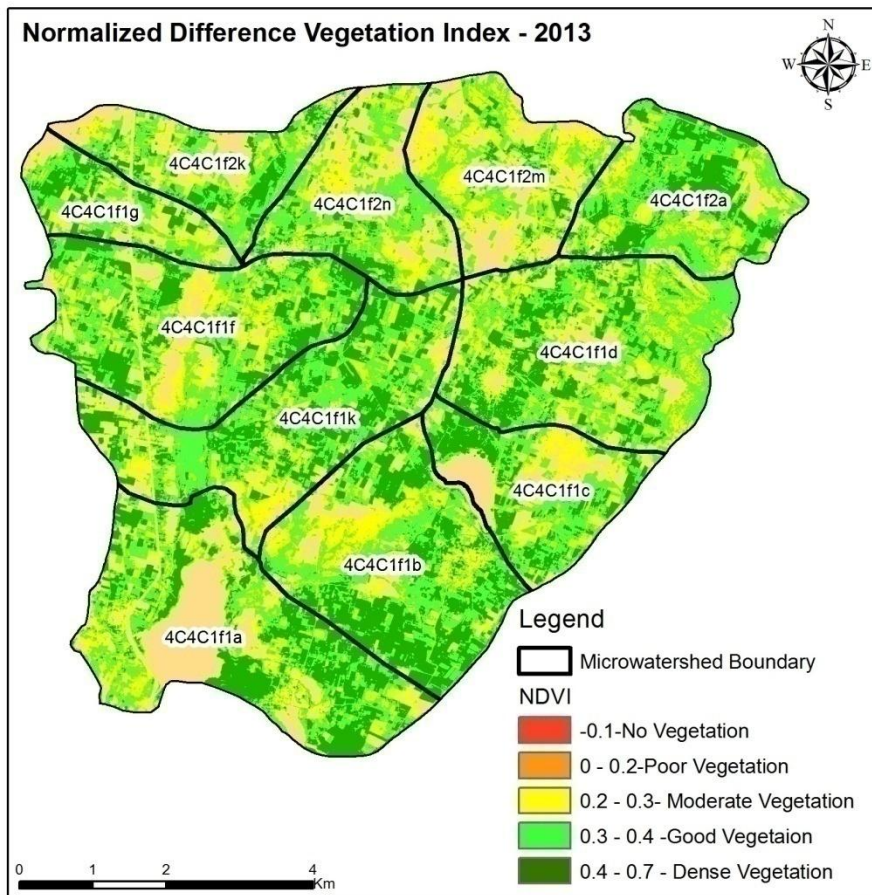 Normalized Difference Vegetation Index - 2013
N
W E
S
4C4C1f2k
4C4C1f2m
4C4C1f2a
4C4C1f1g
4C4C1f2n
4C4C1f1f
4C4C1f1d
4C4C1f1k
4C4C1f1c
4C4C1f1b
4C4C1f1a
Legend
Microwatershed Boundary
NDVI
-0.1-No Vegetation
0 - 0.2-Poor Vegetation
0.2 - 0.3- Moderate Vegetation
0.3 - 0.4 -Good Vegetaion
0.4 - 0.7 - Dense Vegetation
0 1 2 4
Km